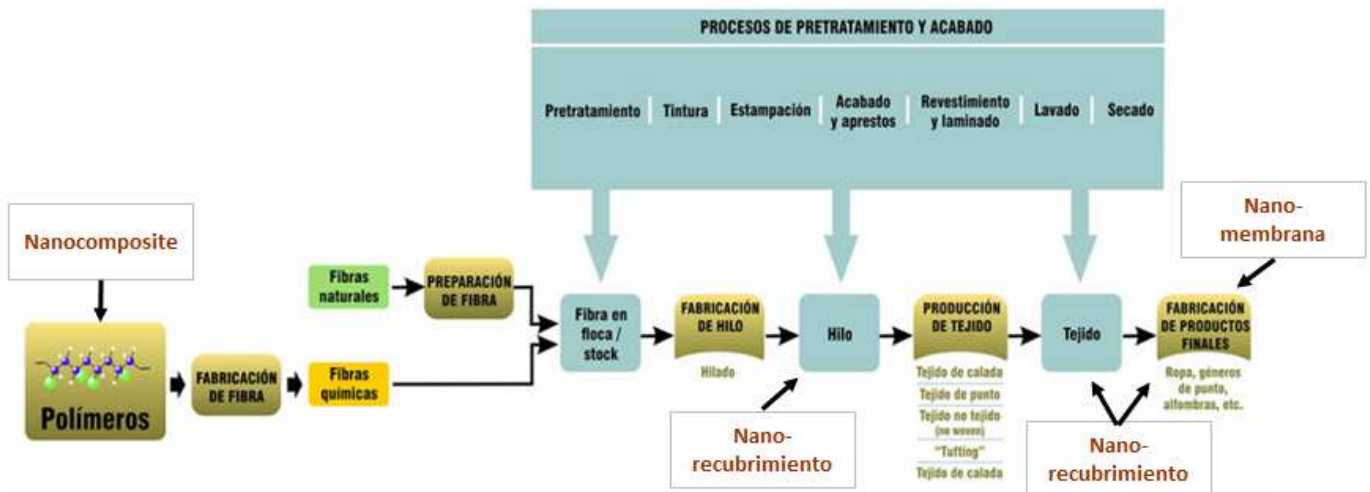 PROCESOS DE PRETRATAMIENTO Y ACABADO
Pretratamiento
Tintura
Estampación
Acabado
y aprestos
Revestimiento
y laminado
Lavado
Secado
Nanocomposite
Nano-
membrana
Fibras
naturales
PREPARACIÓN
DE FIBRA
Polímeros
FABRICACIÓN
DE FIBRA
Fibras
químicas
Fibra en
floca /
stock
FABRICACIÓN
DE HILO
Hilado
Hilo
PRODUCCIÓN
DE TEJIDO
Tejido de calada
Tejido de punto
Tejido no tejido
(no woven)
"Tufting"
Tejido de calada
Tejido
FABRICACIÓN
DE PRODUCTOS
FINALES
Ropa, géneros
de punto,
alfombras, etc.
Nano-
recubrimiento
Nano-
recubrimiento